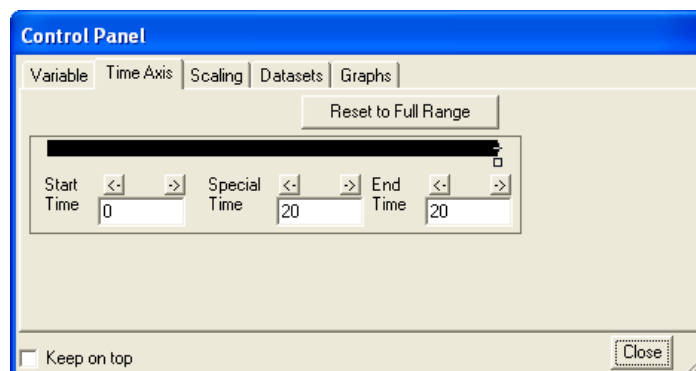 Control Panel
Variable Time Axis Scaling Datasets Graphs
Reset to Full Range
Start Time <- -> Special Time <- -> End Time <- ->
0 20 20
Keep on top Close